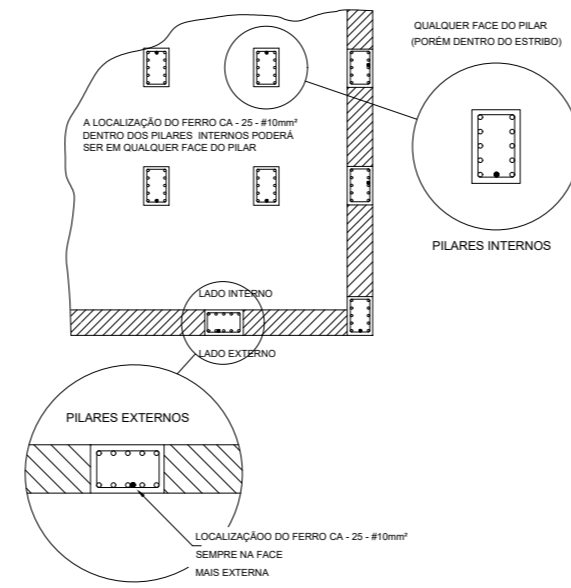 QUALQUER FACE DO PILAR
(PORÉM DENTRO DO ESTRIBO)
A LOCALIZAÇÃO DO FERRO CA - 25 - #10mm²
DENTRO DOS PILARES INTERNOS PODERÁ
SER EM QUALQUER FACE DO PILAR
PILARES INTERNOS
LADO INTERNO
LADO EXTERNO
PILARES EXTERNOS
LOCALIZAÇÃOO DO FERRO CA - 25 - #10mm²
SEMPRE NA FACE
MAIS EXTERNA